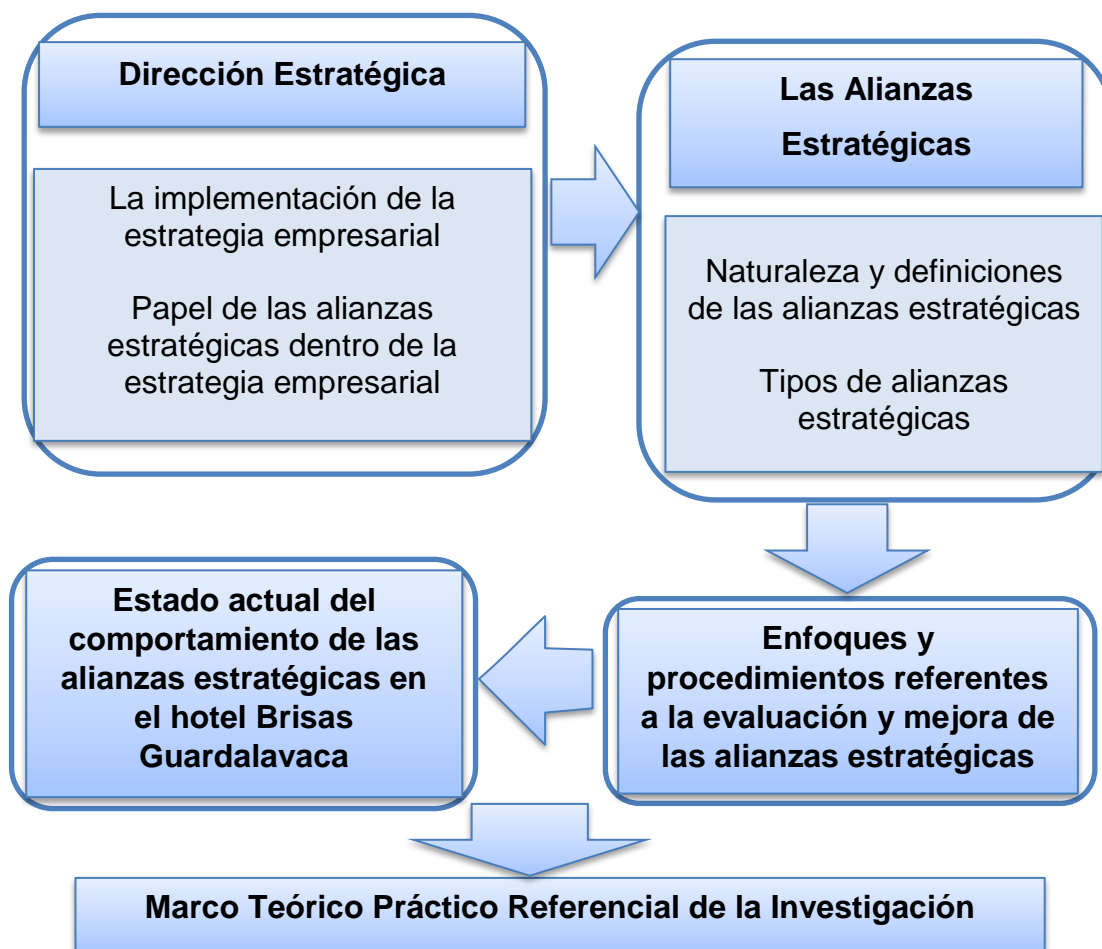 Dirección Estratégica
La implementación de la
estrategia empresarial
Papel de las alianzas
estratégicas dentro de la
estrategia empresarial
Las Alianzas
Estratégicas
Naturaleza y definiciones
de las alianzas estratégicas
Tipos de alianzas
estratégicas
Enfoques y
procedimientos referentes
a la evaluación y mejora de
las alianzas estratégicas
Estado actual del
comportamiento de las
alianzas estratégicas en
el hotel Brisas
Guardalavaca
Marco Teórico Práctico Referencial de la Investigación